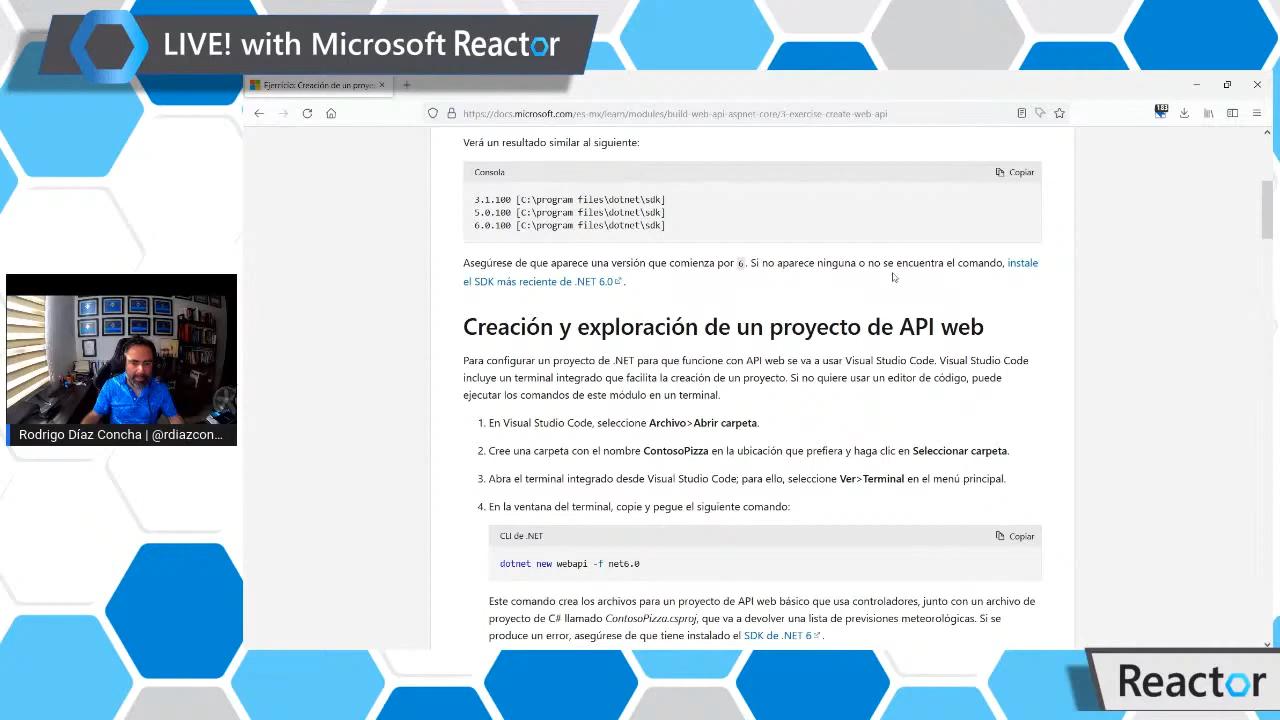 LIVE! with Microsoft Reactor
Ejercicio: Creación de un proye
https://docs.microsoft.com/es-mx/learn/modules/build-web-api-aspnet-core/3-exercise-create-web-api
183
Verá un resultado similar al siguiente:
Consola
Copiar
3.1.100 [C:\program files\dotnet\sdk]
5.0.100 [C:\program files\dotnet\sdk]
6.0.100 [C:\program files\dotnet\sdk]
Asegúrese de que aparece una versión que comienza por 6. Si no aparece ninguna o no se encuentra el comando, instale
el SDK más reciente de .NET 6.0.
Creación y exploración de un proyecto de API web
Para configurar un proyecto de .NET para que funcione con API web se va a usar Visual Studio Code. Visual Studio Code
incluye un terminal integrado que facilita la creación de un proyecto. Si no quiere usar un editor de código, puede
ejecutar los comandos de este módulo en un terminal.
1. En Visual Studio Code, seleccione Archivo>Abrir carpeta.
2. Cree una carpeta con el nombre ContosoPizza en la ubicación que prefiera y haga clic en Seleccionar carpeta.
3. Abra el terminal integrado desde Visual Studio Code; para ello, seleccione Ver>Terminal en el menú principal.
4. En la ventana del terminal, copie y pegue el siguiente comando:
CLI de .NET
Copiar
dotnet new webapi -f net6.0
Este comando crea los archivos para un proyecto de API web básico que usa controladores, junto con un archivo de
proyecto de C# llamado ContosoPizza.csproj, que va a devolver una lista de previsiones meteorológicas. Si se
produce un error, asegúrese de que tiene instalado el SDK de .NET 6.
Rodrigo Díaz Concha | @rdiazcon...
Reactor